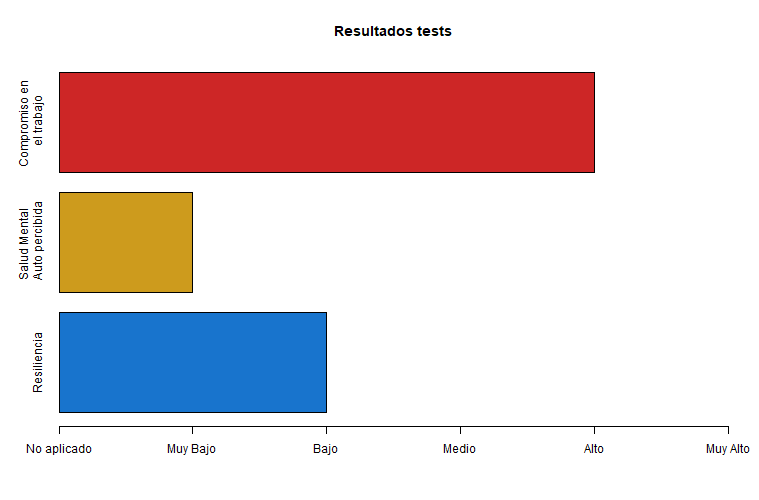 Resultados tests
Compromiso en
el trabajo
Salud Mental
Auto percibida
Resiliencia
No aplicado
Muy Bajo
Bajo
Medio
Alto
Muy Alto